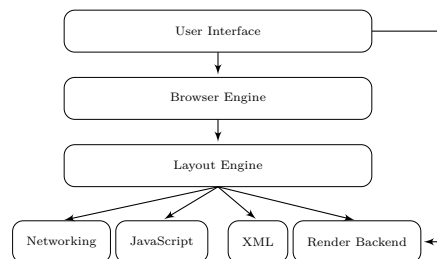 User Interface
Browser Engine
Layout Engine
Networking JavaScript XML Render Backend